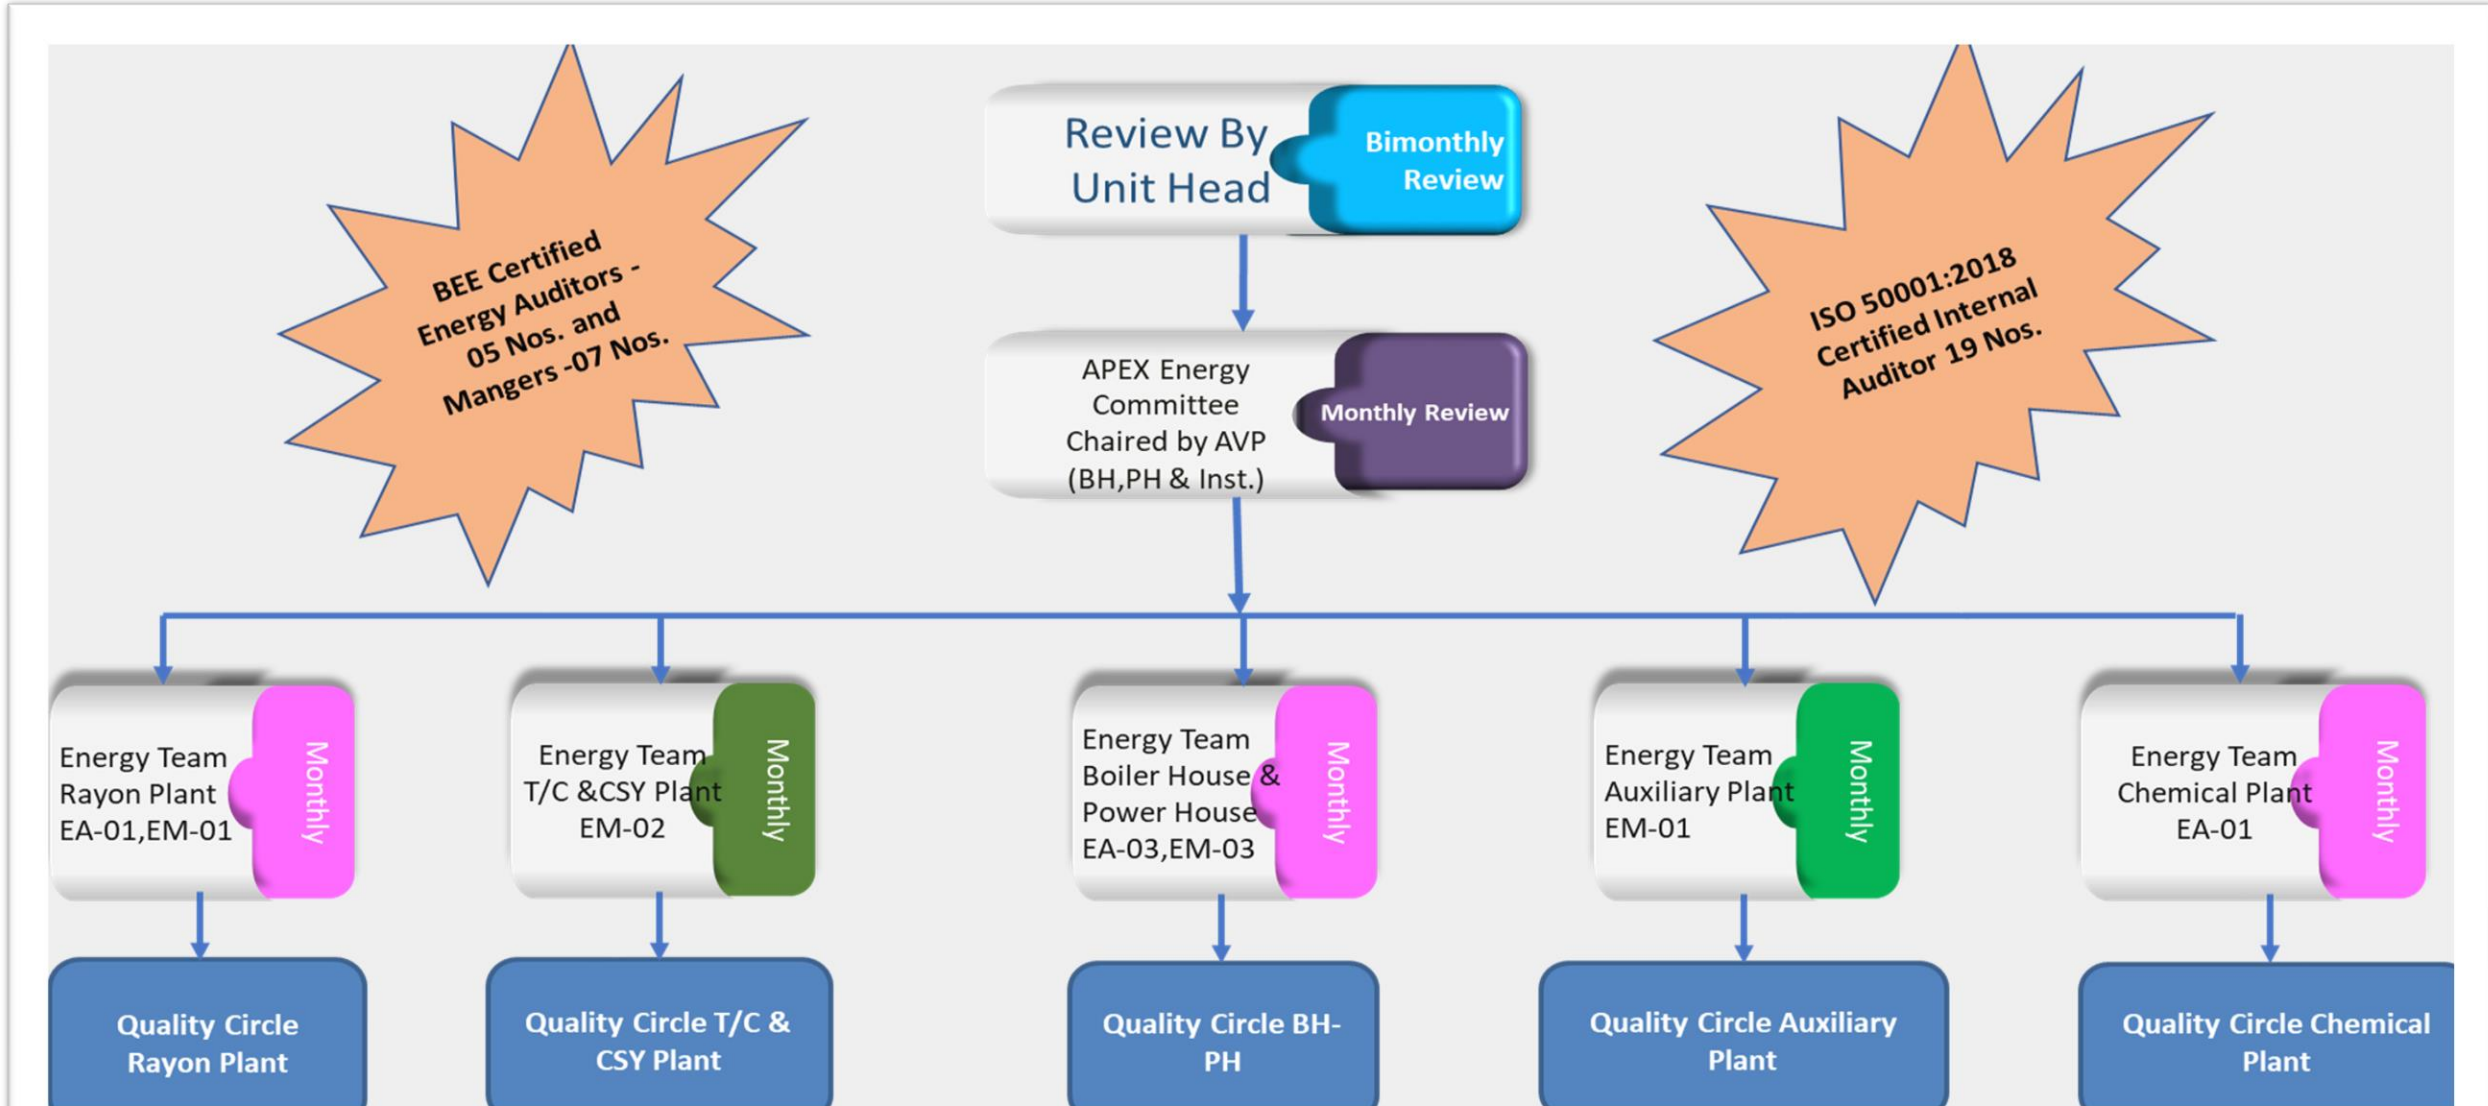 BEE Certified
Energy Auditors -
05 Nos. and
Mangers -07 Nos.
Review By
Unit Head
Bimonthly
Review
ISO 50001:2018
Certified Internal
Auditor 19 Nos.
APEX Energy
Committee
Chaired by AVP
(BH,PH & Inst.)
Monthly Review
Energy Team
Rayon Plant
EA-01,EM-01
Monthly
Energy Team
T/C &CSY Plant
EM-02
Monthly
Energy Team
Boiler House &
Power House
EA-03,EM-03
Monthly
Energy Team
Auxiliary Plant
EM-01
Monthly
Energy Team
Chemical Plant
EA-01
Monthly
Quality Circle
Rayon Plant
Quality Circle T/C &
CSY Plant
Quality Circle BH-
PH
Quality Circle Auxiliary
Plant
Quality Circle Chemical
Plant